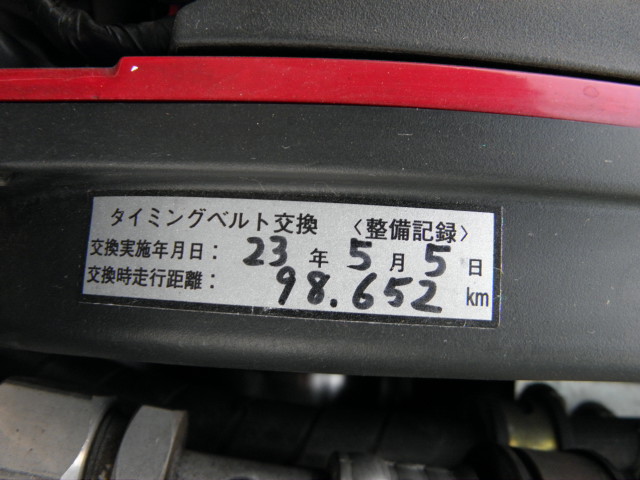 タイミングベルト交換 〈整備記録〉
交換実施年月日： 23 年 5 月 5 日
交換時走行距離： 98.652 km